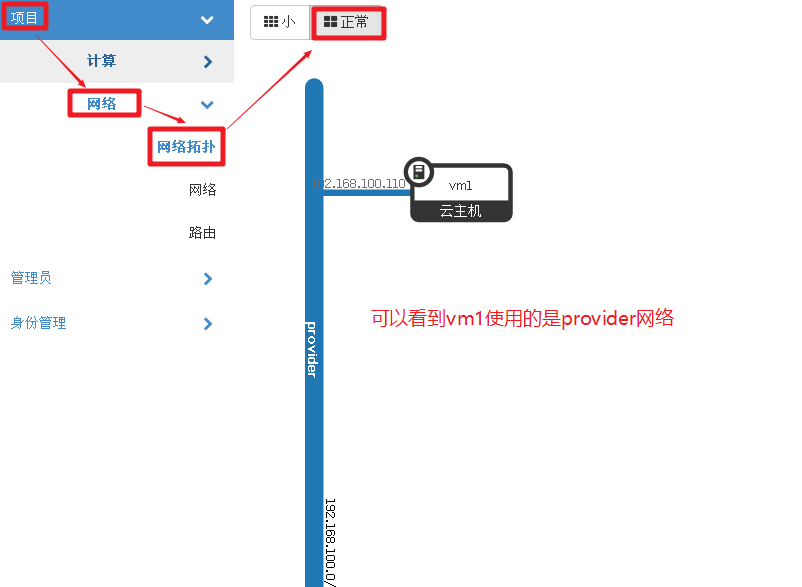 项目
计算
网络
网络拓扑
网络
路由
管理员
身份管理
小
正常
192.168.100.110
vm1
云主机
可以看到vm1使用的是provider网络
provider
192.168.100.0/